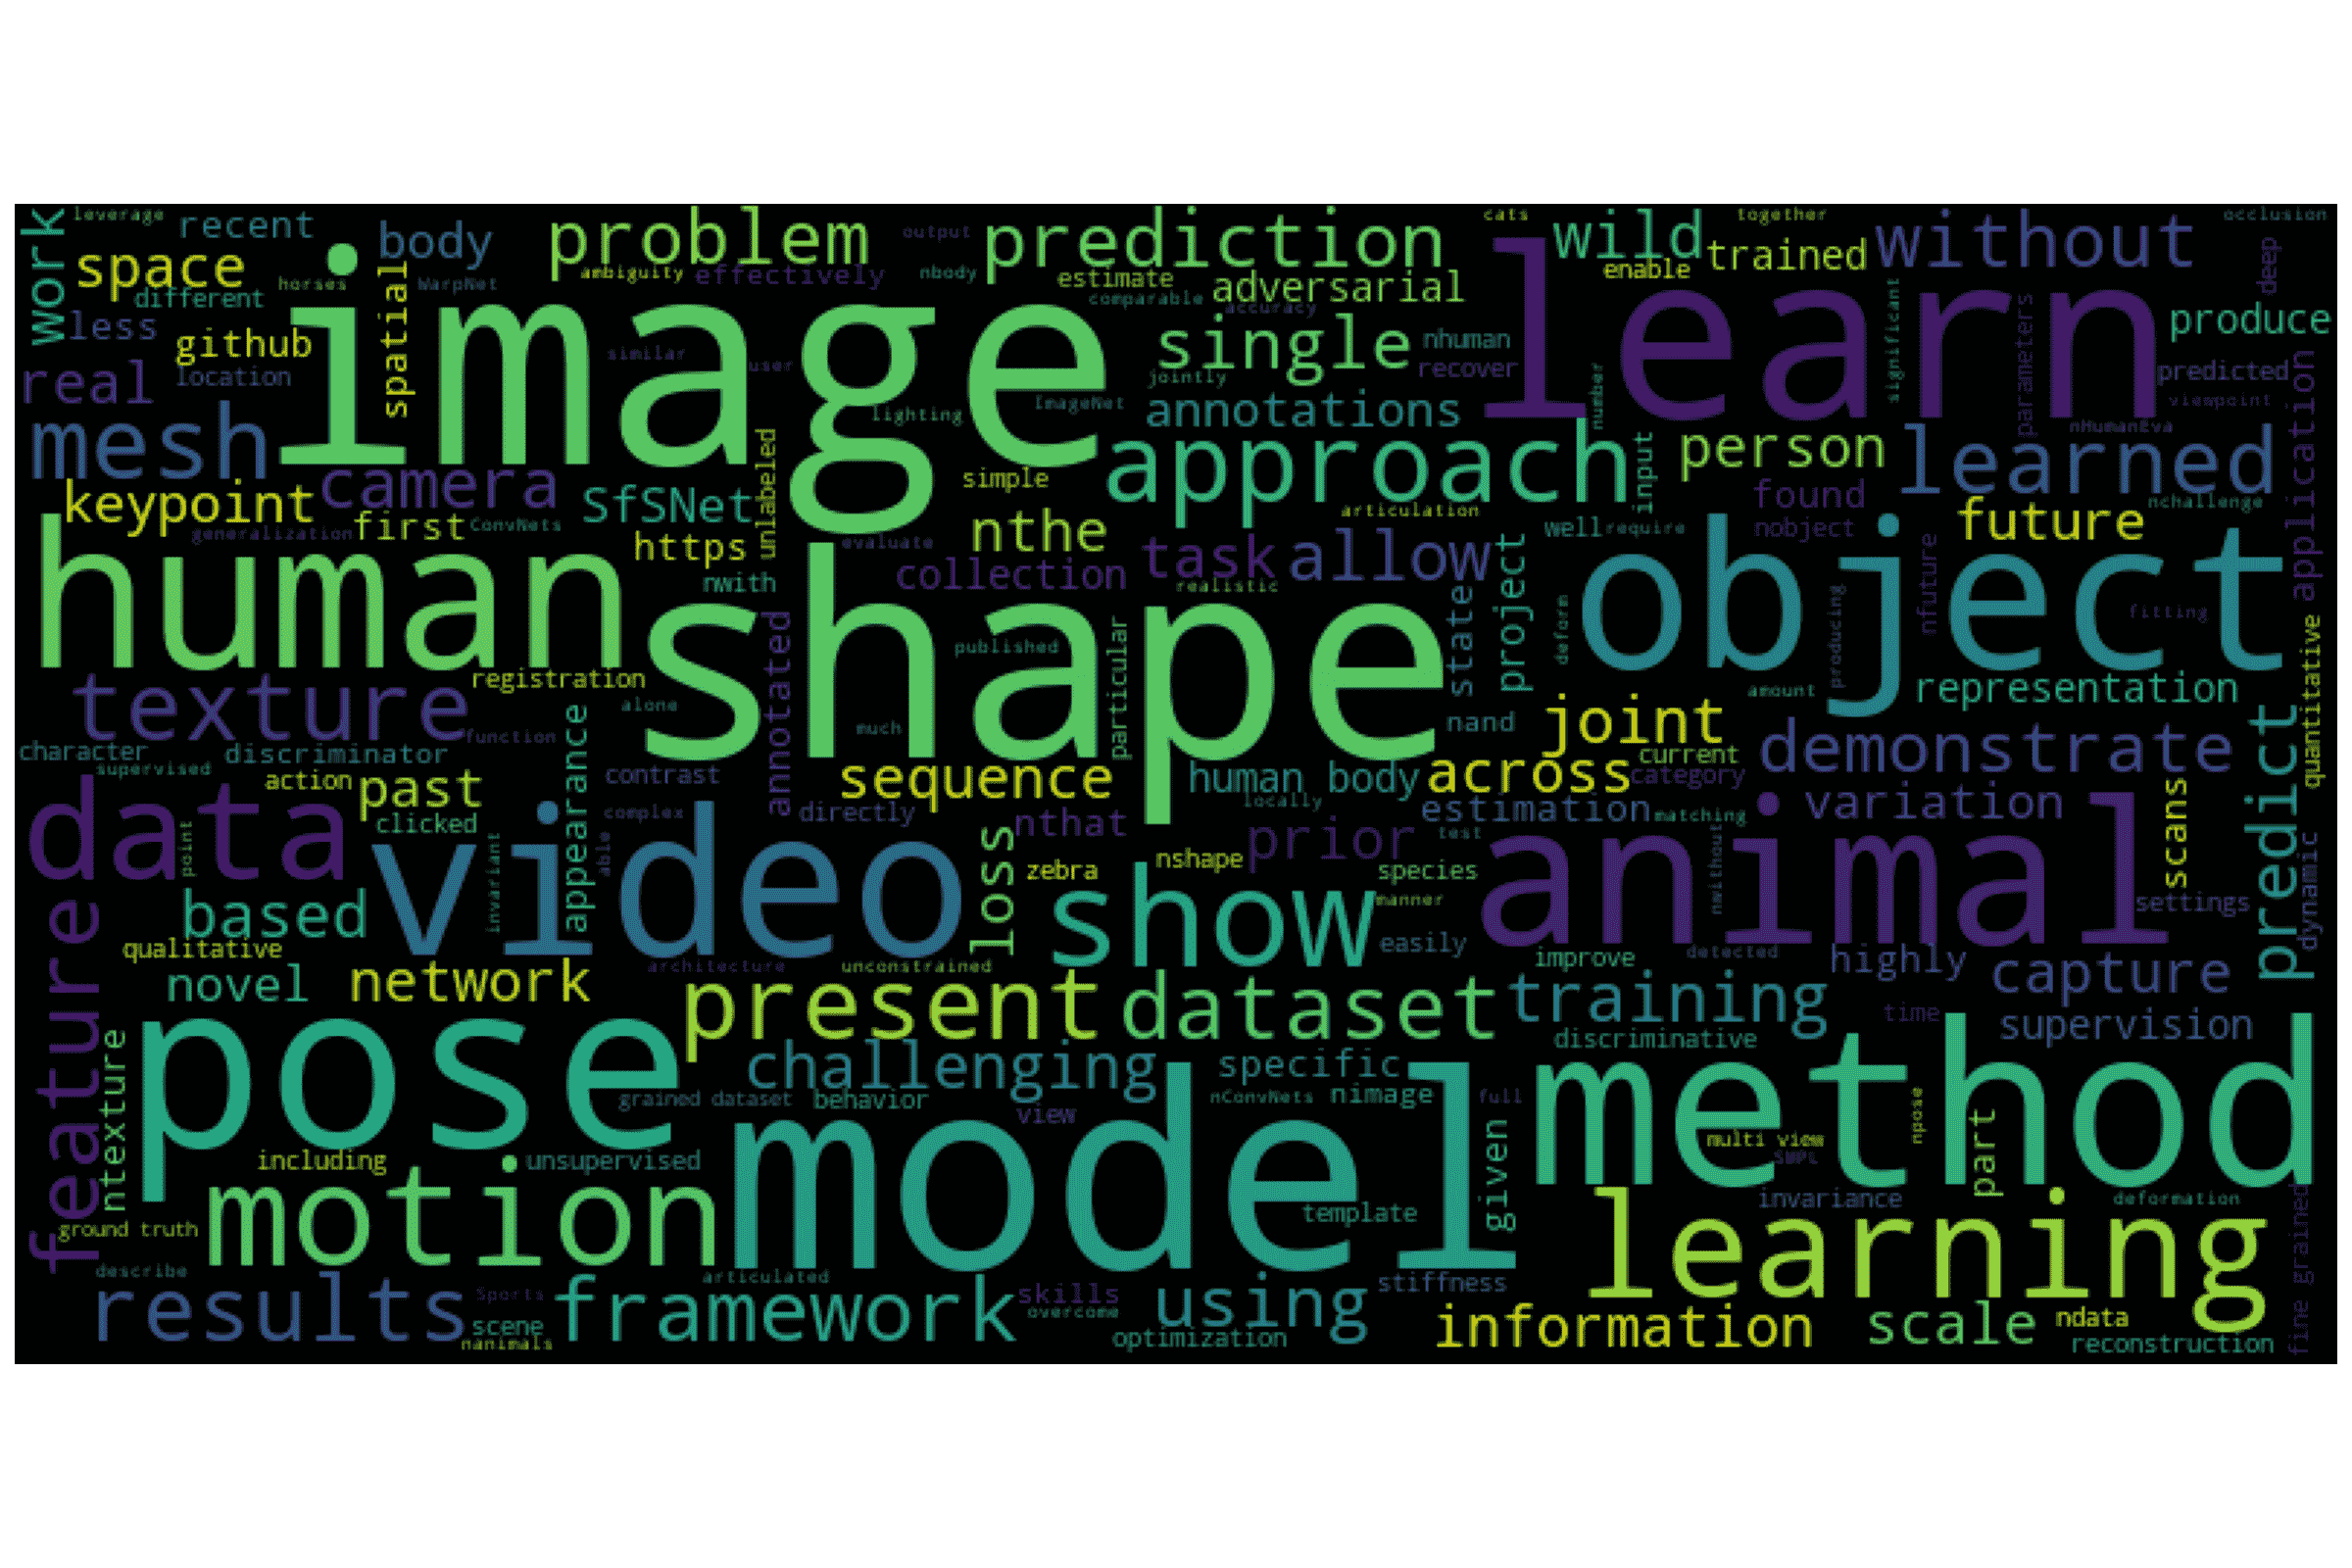 leverage
recent
body
problem
output
prediction
cats
wild
together
without
occlusion
work
space
horses
WarpNet
spatial
ambiguity
effectively
nbody
estimate
adversarial
enable
trained
deep
different
less
image
comparable
accuracy
learn
significant
parameters
produce
github
similar
user
single
nhuman
real
location
jointly
recover
predicted
lighting
ImageNet
annotations
number
viewpoint
application
mesh
unlabeled
approach
input
person
learned
nHumanEva
camera
simple
found
nchallenge
keypoint
SfSNet
articulation
future
first
ConvNets
nthe
well
require
nobject
generalization
https
evaluate
task
allow
human
nwith
collection
realistic
shape
object
state
project
deform
producing
nfuture
fitting
annotated
published
particular
quantitative
registration
texture
alone
amount
representation
function
appearance
much
nand
joint
predict
character
discriminator
current
demonstrate
supervised
action
contrast
sequence
human body
across
category
data
past
locally
complex
directly
estimation
matching
variation
scans
clicked
nthat
prior
test
animal
dynamic
point
video
able
loss
zebra
nshape
species
nwithout
feature
based
invariant
show
manner
settings
qualitative
easily
improve
detected
highly
novel
network
architecture
unconstrained
capture
present
dataset
training
time
supervision
ntexture
pose
challenging
specific
discriminative
method
grained dataset
behavior
nConvNets
nimage
full
view
model
given
multi view
SMPL
npose
part
including
unsupervised
motion
invariance
deformation
learning
fine grained
ground truth
template
describe
articulated
results
Sports
framework
skills
stiffness
overcome
using
information
scale
ndata
scene
nanimals
optimization
reconstruction